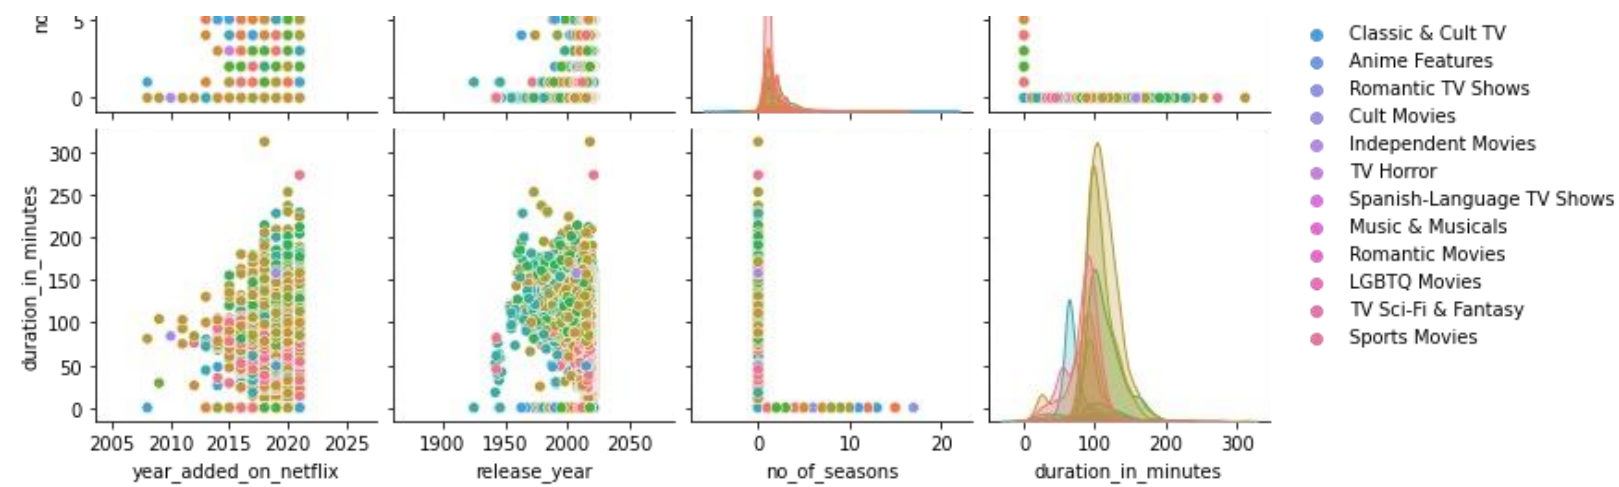 5
0
no
0
300
250
200
150
100
50
0
duration_in_minutes
2005 2010 2015 2020 2025
1900 1950 2000 2050
0 10 20
0 100 200 300
year_added_on_netflix
release_year
no_of_seasons
duration_in_minutes
Classic & Cult TV
Anime Features
Romantic TV Shows
Cult Movies
Independent Movies
TV Horror
Spanish-Language TV Shows
Music & Musicals
Romantic Movies
LGBTQ Movies
TV Sci-Fi & Fantasy
Sports Movies